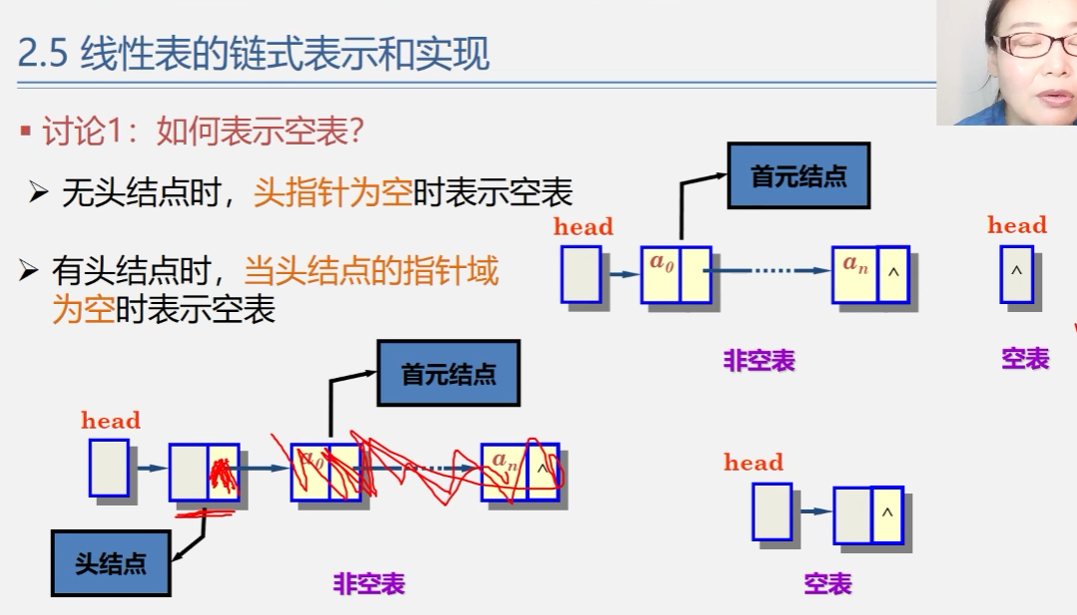 2.5 线性表的链式表示和实现
▪ 讨论1：如何表示空表？
➢ 无头结点时，头指针为空时表示空表
➢ 有头结点时，当头结点的指针域
为空时表示空表
首元结点
head
a0
an ^
非空表
head
^
空表
首元结点
head
a0
an ^
头结点
非空表
head
^
空表